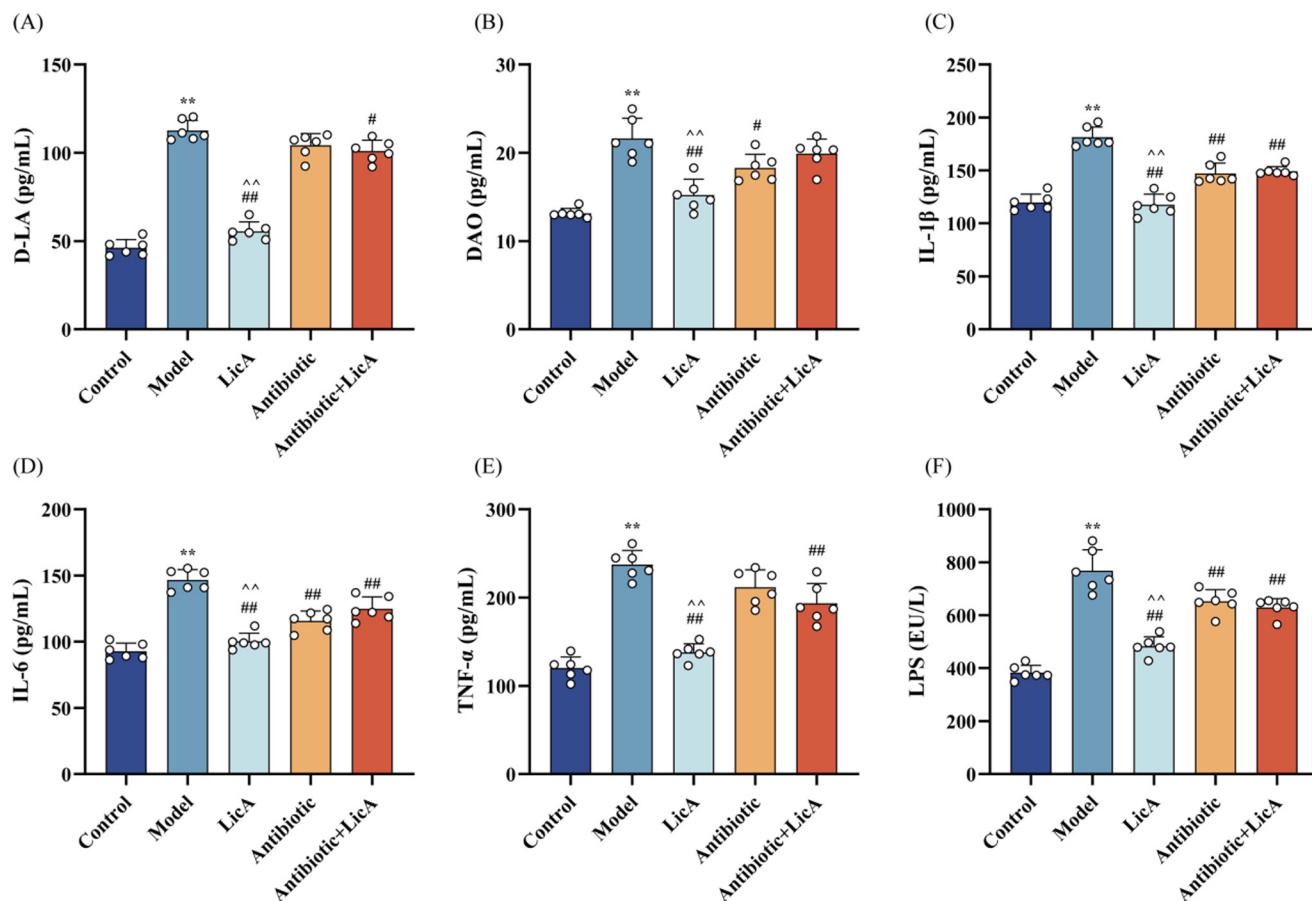 (A)
D-LA (pg/mL)
150
100
50
0
**
^^
##
#
Control
Model
LicA
Antibiotic
Antibiotic+LicA
(B)
DAO (pg/mL)
30
20
10
0
**
^^
##
#
Control
Model
LicA
Antibiotic
Antibiotic+LicA
(C)
IL-1β (pg/mL)
250
200
150
100
50
0
**
^^
##
##
##
Control
Model
LicA
Antibiotic
Antibiotic+LicA
(D)
IL-6 (pg/mL)
200
150
100
50
0
**
^^
##
##
##
Control
Model
LicA
Antibiotic
Antibiotic+LicA
(E)
TNF-α (pg/mL)
300
200
100
0
**
^^
##
##
Control
Model
LicA
Antibiotic
Antibiotic+LicA
(F)
LPS (EU/L)
1000
800
600
400
200
0
**
^^
##
##
##
Control
Model
LicA
Antibiotic
Antibiotic+LicA